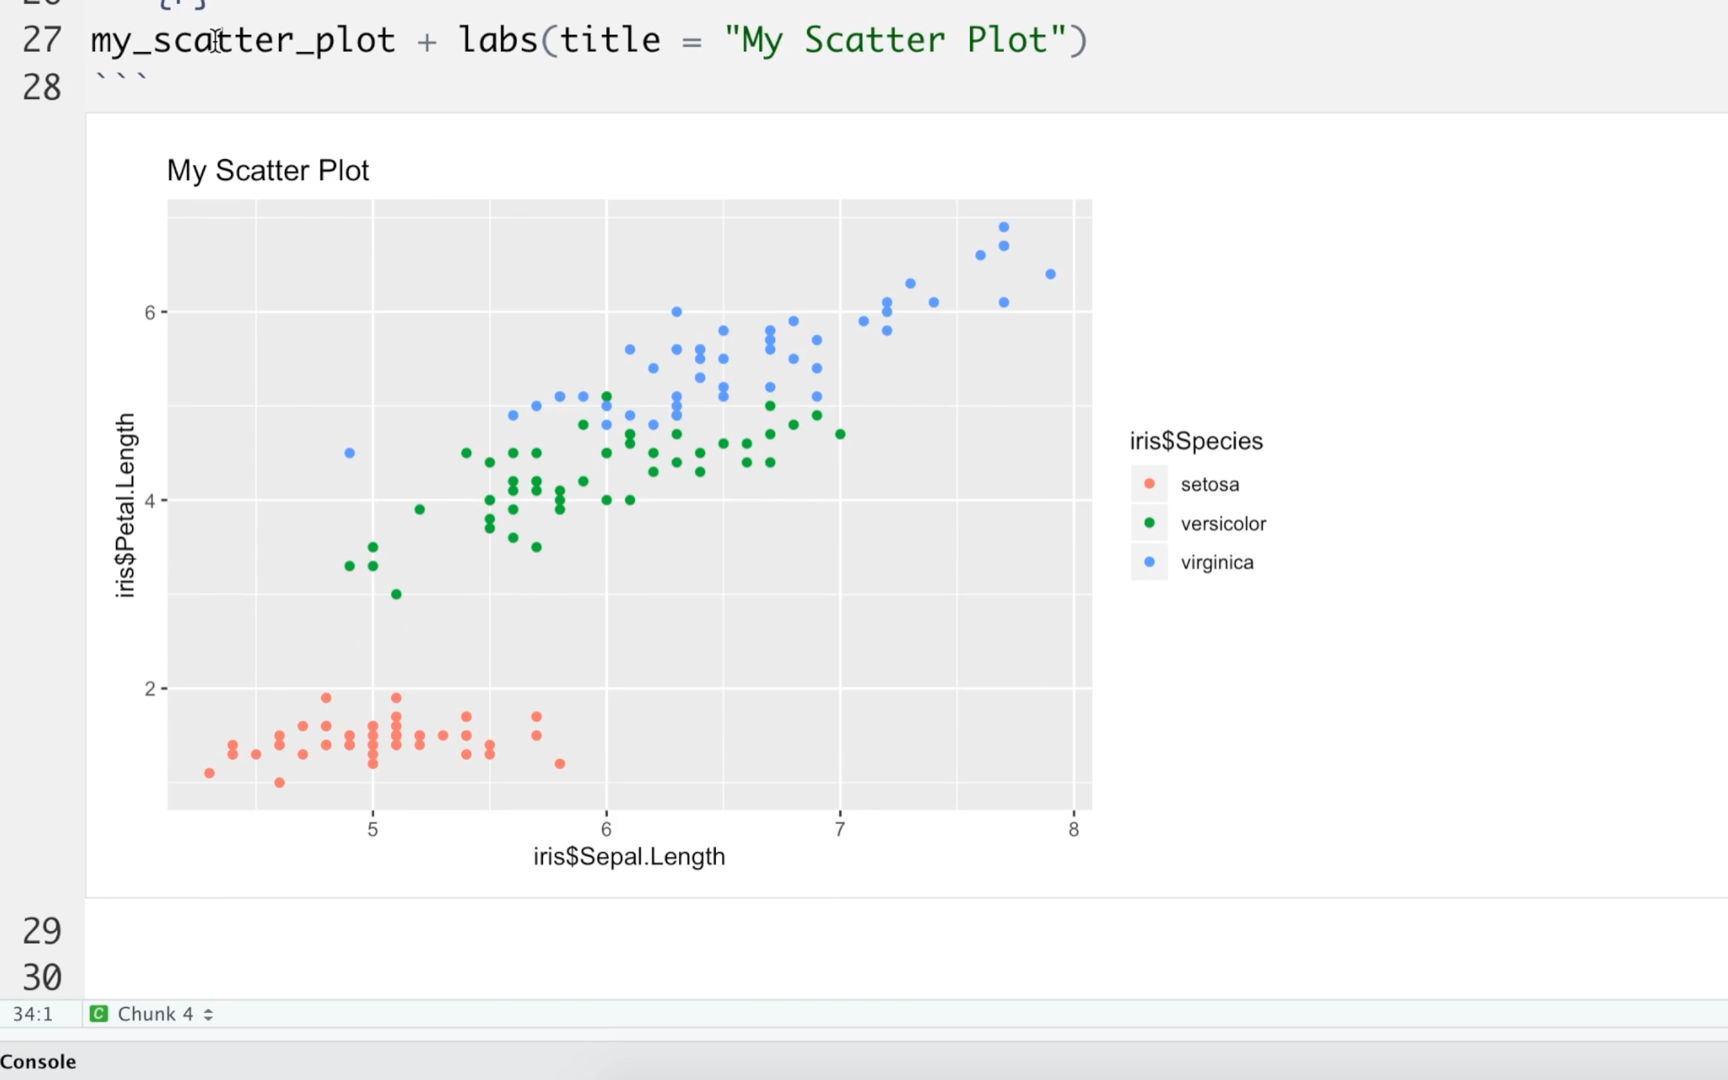 27 my_scatter_plot + labs(title = "My Scatter Plot")
28 ```
My Scatter Plot
6
4
2
iris$Petal.Length
5 6 7 8
iris$Sepal.Length
iris$Species
setosa
versicolor
virginica
29
30
34:1 C Chunk 4
Console